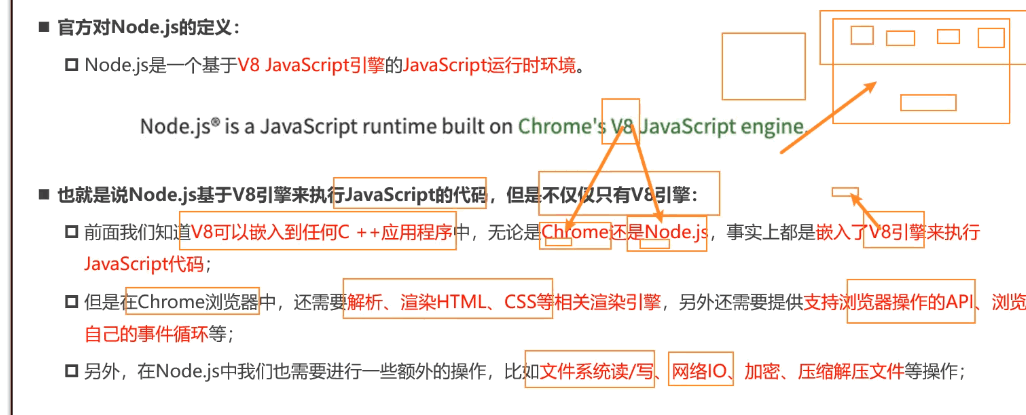 ■ 官方对Node.js的定义：
Node.js是一个基于V8 JavaScript引擎的JavaScript运行时环境。
Node.js® is a JavaScript runtime built on Chrome's V8 JavaScript engine.
■ 也就是说Node.js基于V8引擎来执行JavaScript的代码，但是不仅仅只有V8引擎：
前面我们知道V8可以嵌入到任何C ++应用程序中，无论是Chrome还是Node.js，事实上都是嵌入了V8引擎来执行
JavaScript代码；
但是在Chrome浏览器中，还需要解析、渲染HTML、CSS等相关渲染引擎，另外还需要提供支持浏览器操作的API、浏览
自己的事件循环等；
另外，在Node.js中我们也需要进行一些额外的操作，比如文件系统读/写、网络IO、加密、压缩解压文件等操作；